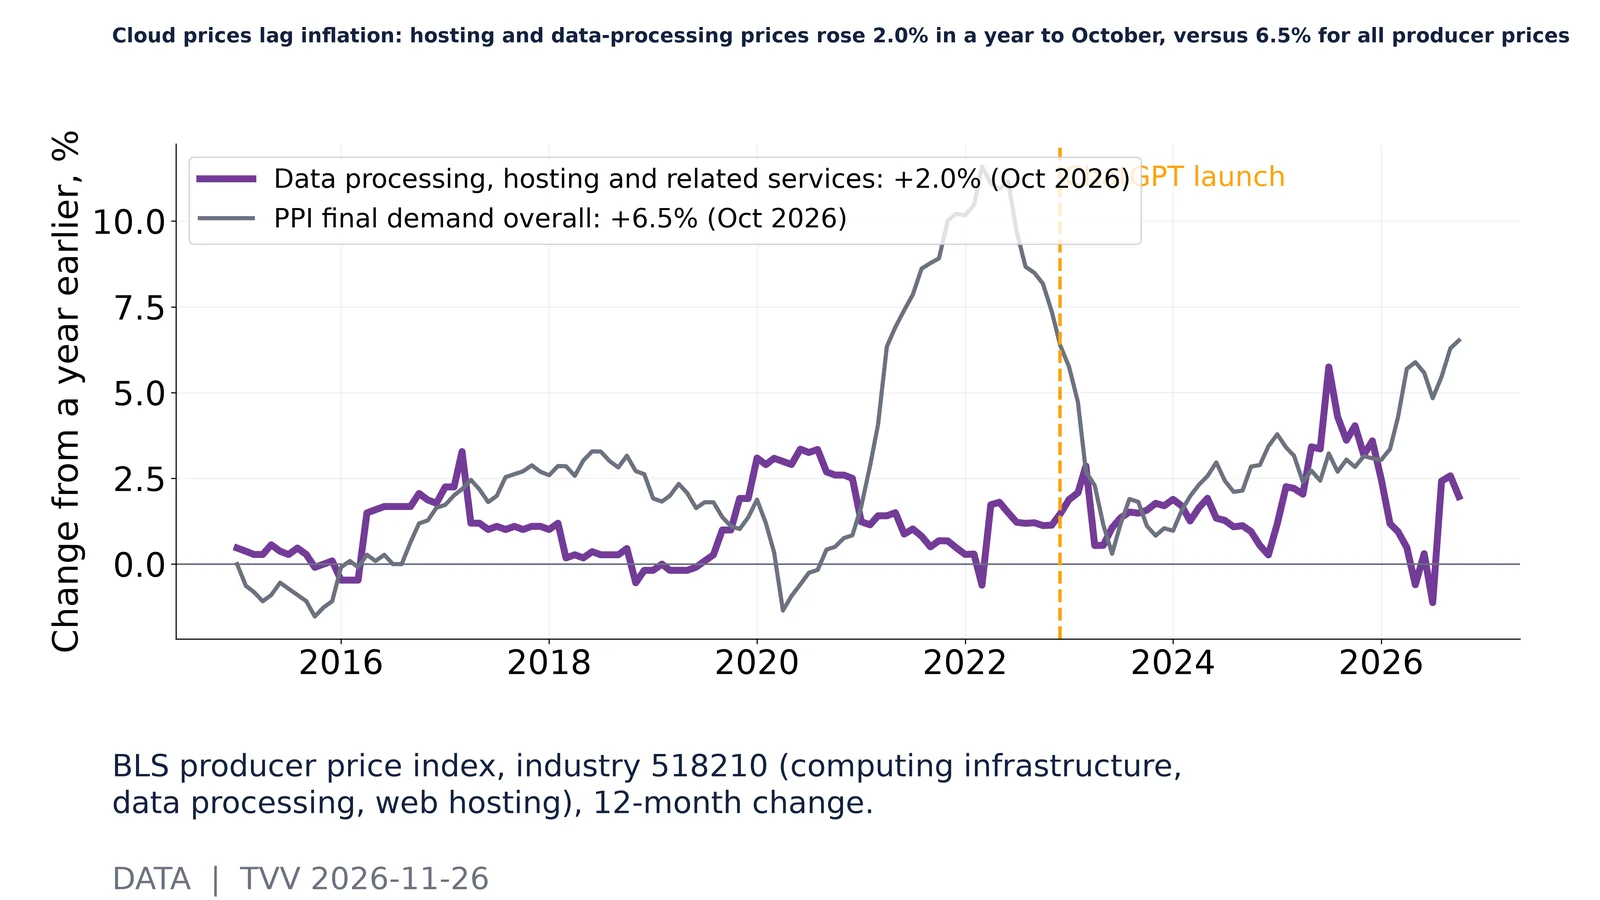 Cloud prices lag inflation: hosting and data-processing prices rose 2.0% in a year to October, versus 6.5% for all producer prices
Change from a year earlier, %
Data processing, hosting and related services: +2.0% (Oct 2026)
PPI final demand overall: +6.5% (Oct 2026)
ChatGPT launch
10.0
7.5
5.0
2.5
0.0
2016
2018
2020
2022
2024
2026
BLS producer price index, industry 518210 (computing infrastructure,
data processing, web hosting), 12-month change.
DATA | TVV 2026-11-26